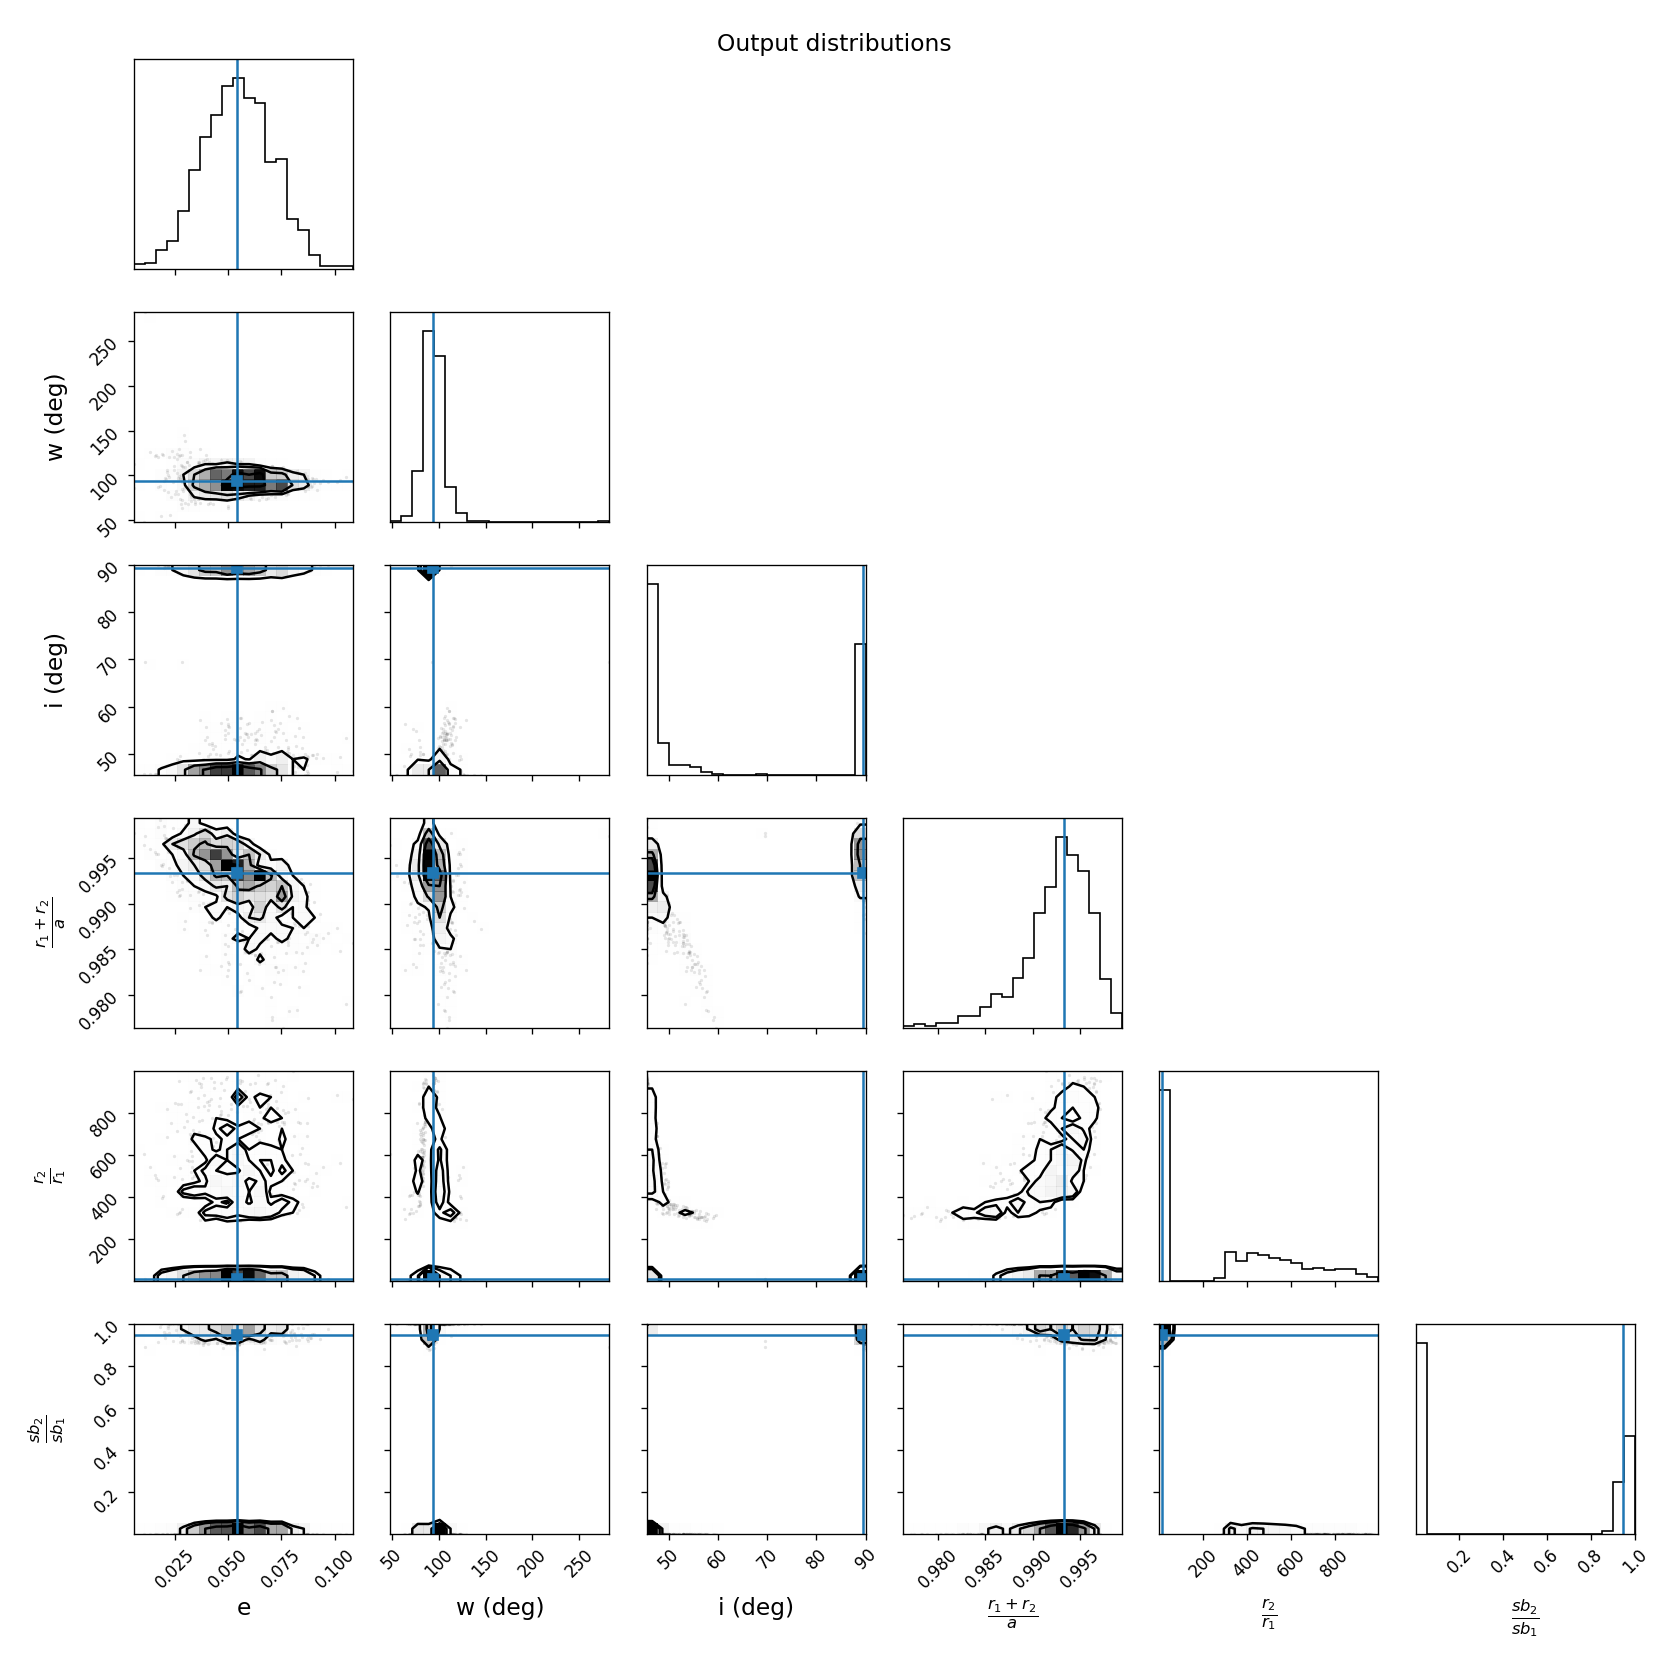 Output distributions
250
200
150
100
50
w (deg)
90
80
70
60
50
i (deg)
0.995
0.990
0.985
0.980
r₁ + r₂
a
800
600
400
200
r₂
r₁
1.0
0.8
0.6
0.4
0.2
sb₂
sb₁
0.025 0.050 0.075 0.100
50 100 150 200 250
50 60 70 80 90
0.980 0.985 0.990 0.995
200 400 600 800
0.2 0.4 0.6 0.8 1.0
e
w (deg)
i (deg)
r₁ + r₂
a
r₂
r₁
sb₂
sb₁